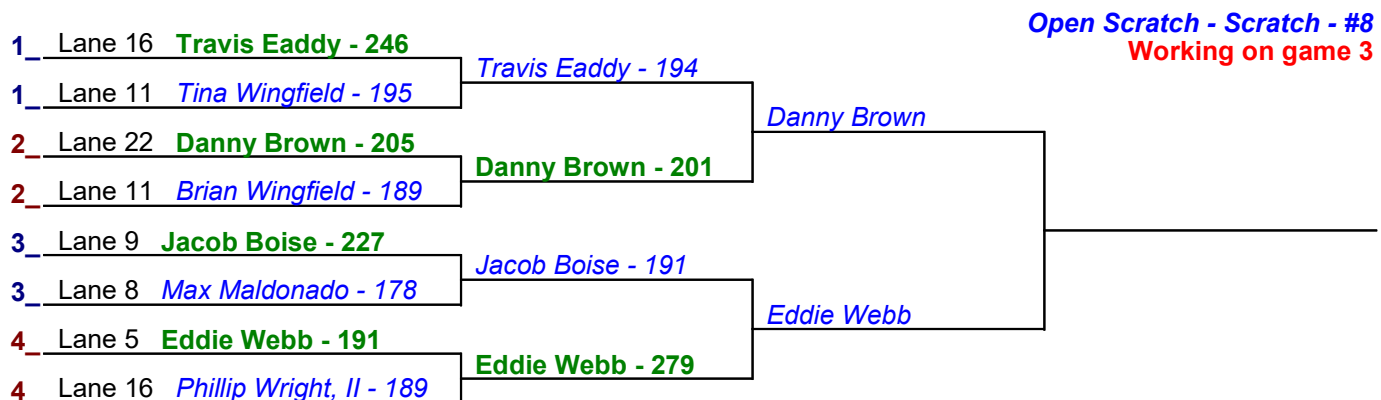 Open Scratch - Scratch - #8
Working on game 3
1_ Lane 16 Travis Eaddy - 246
Travis Eaddy - 194
1_ Lane 11 Tina Wingfield - 195
Danny Brown
2_ Lane 22 Danny Brown - 205
Danny Brown - 201
2_ Lane 11 Brian Wingfield - 189
3_ Lane 9 Jacob Boise - 227
Jacob Boise - 191
3_ Lane 8 Max Maldonado - 178
Eddie Webb
4_ Lane 5 Eddie Webb - 191
Eddie Webb - 279
4 Lane 16 Phillip Wright, II - 189